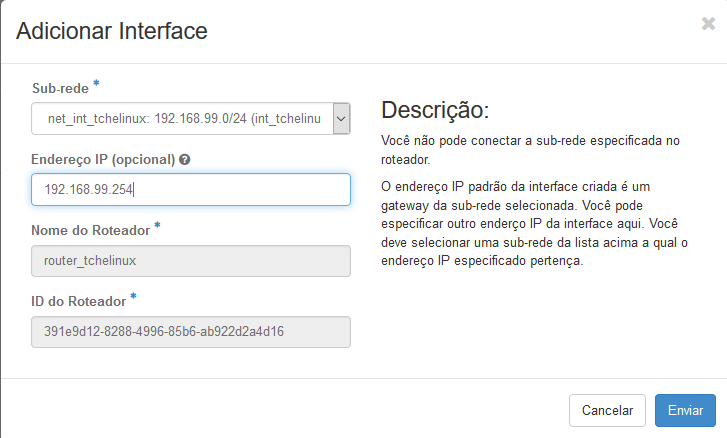 Adicionar Interface
×
Sub-rede *
net_int_tchelinux: 192.168.99.0/24 (int_tchelinu
Endereço IP (opcional) ?
192.168.99.254
Nome do Roteador *
router_tchelinux
ID do Roteador *
391e9d12-8288-4996-85b6-ab922d2a4d16
Descrição:
Você não pode conectar a sub-rede especificada no
roteador.
O endereço IP padrão da interface criada é um
gateway da sub-rede selecionada. Você pode
especificar outro enderço IP da interface aqui. Você
deve selecionar uma sub-rede da lista acima a qual o
endereço IP especificado pertença.
Cancelar
Enviar